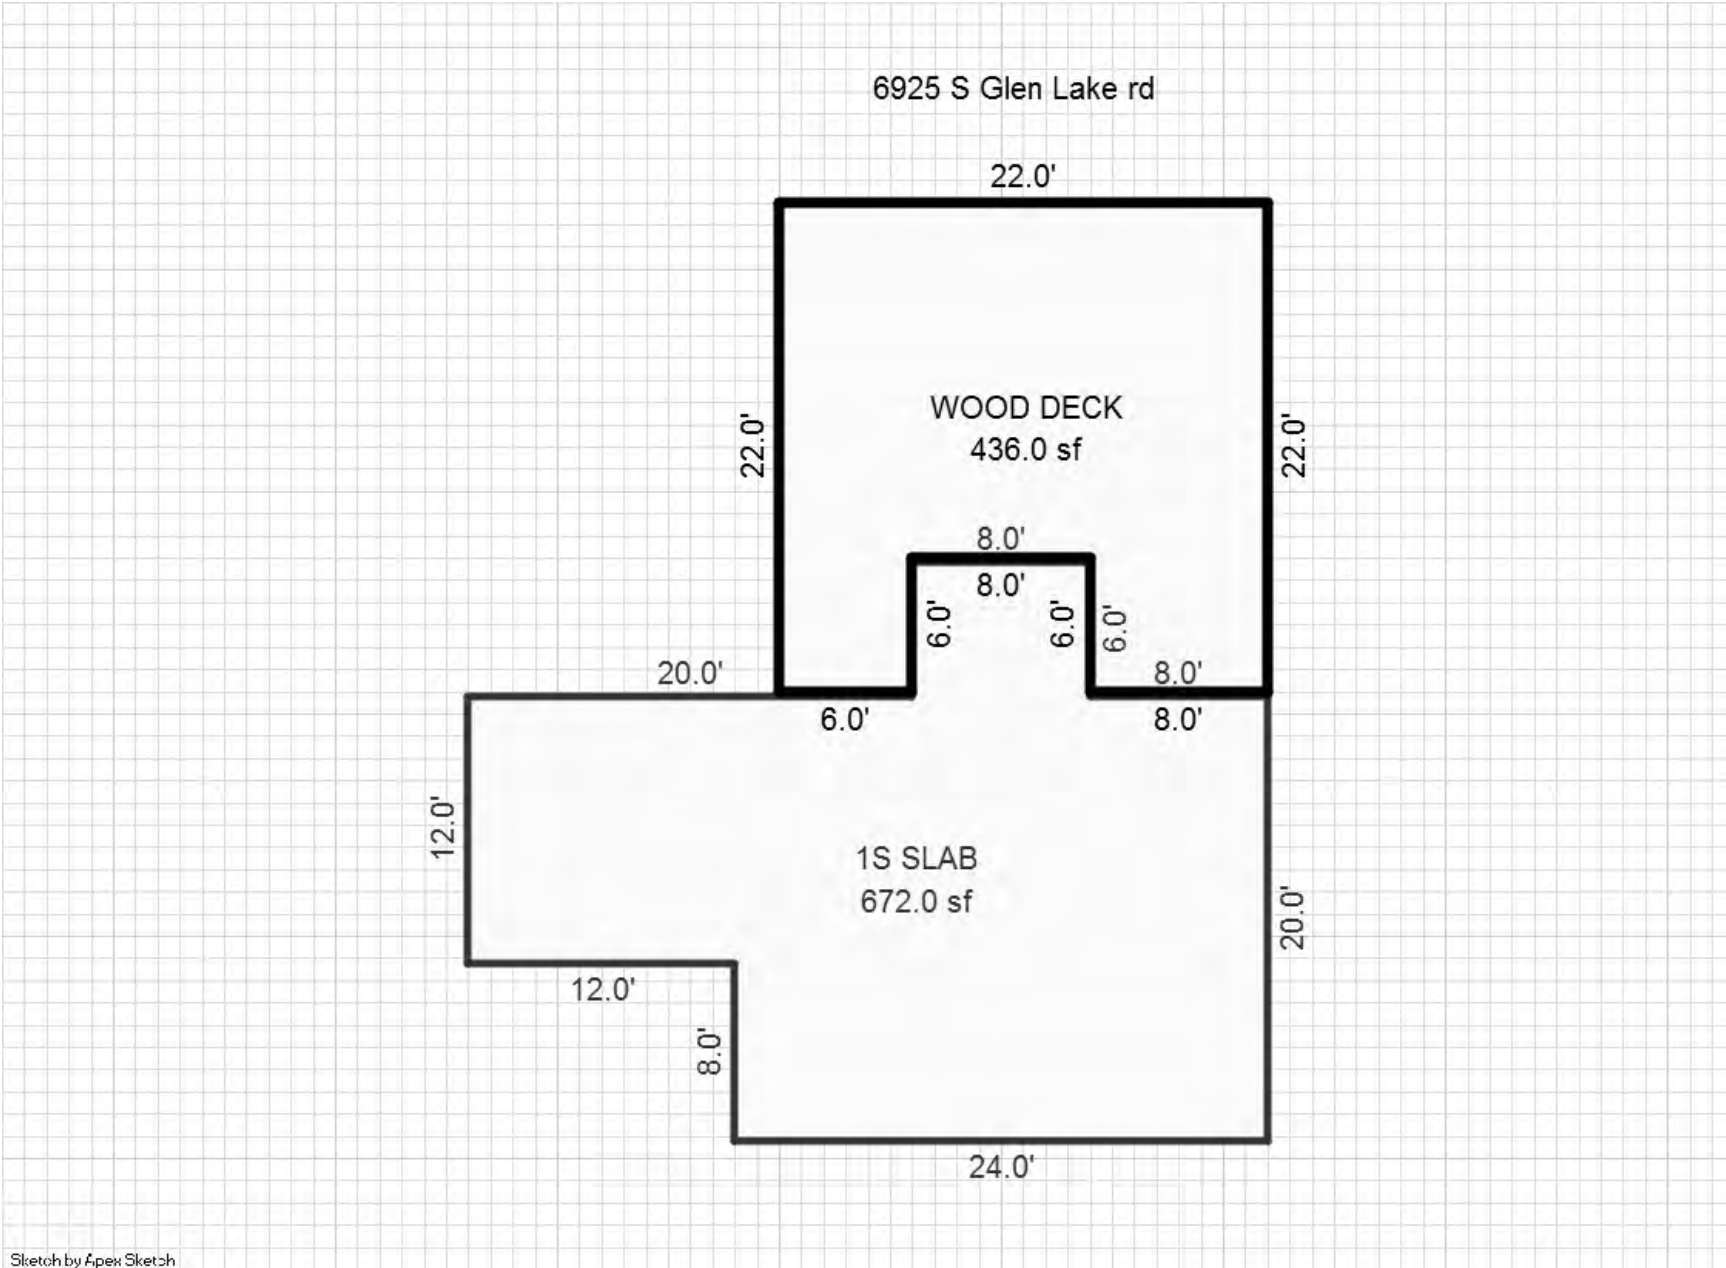 6925 S Glen Lake rd
22.0'
22.0'
WOOD DECK
436.0 sf
22.0'
8.0'
8.0'
6.0'
6.0'
6.0'
20.0'
8.0'
6.0'
8.0'
12.0'
1S SLAB
672.0 sf
20.0'
12.0'
8.0'
24.0'
Sketch by Apex Sketch